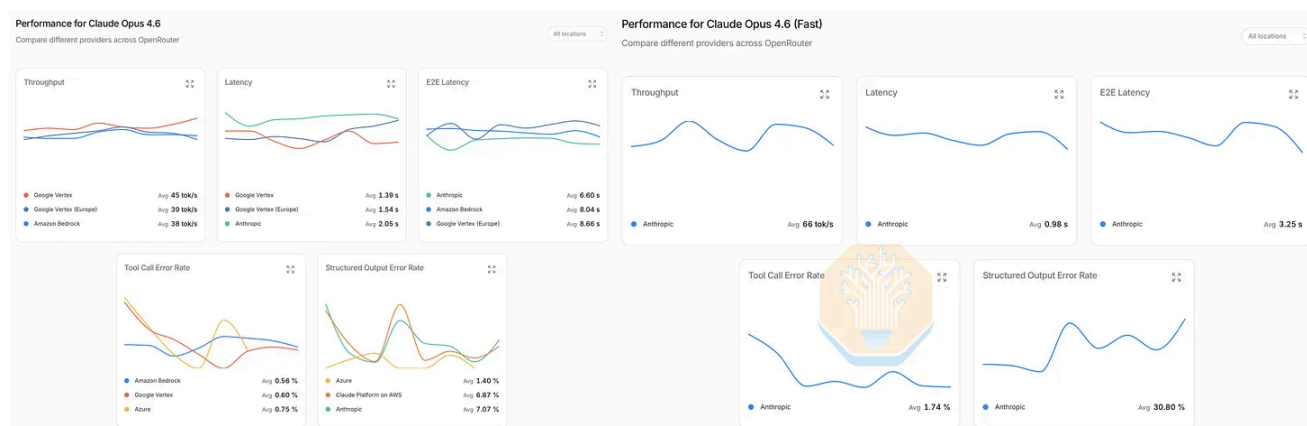 Performance for Claude Opus 4.6
Compare different providers across OpenRouter
All locations
Throughput
Google Vertex Avg 45 tok/s
Google Vertex (Europe) Avg 39 tok/s
Amazon Bedrock Avg 38 tok/s
Latency
Google Vertex Avg 1.39 s
Google Vertex (Europe) Avg 1.54 s
Anthropic Avg 2.05 s
E2E Latency
Anthropic Avg 6.60 s
Amazon Bedrock Avg 8.04 s
Google Vertex (Europe) Avg 8.66 s
Tool Call Error Rate
Amazon Bedrock Avg 0.56 %
Google Vertex Avg 0.60 %
Azure Avg 0.75 %
Structured Output Error Rate
Azure Avg 1.40 %
Claude Platform on AWS Avg 6.87 %
Anthropic Avg 7.07 %
Performance for Claude Opus 4.6 (Fast)
Compare different providers across OpenRouter
All locations
Throughput
Anthropic Avg 66 tok/s
Latency
Anthropic Avg 0.98 s
E2E Latency
Anthropic Avg 3.25 s
Tool Call Error Rate
Anthropic Avg 1.74 %
Structured Output Error Rate
Anthropic Avg 30.80 %